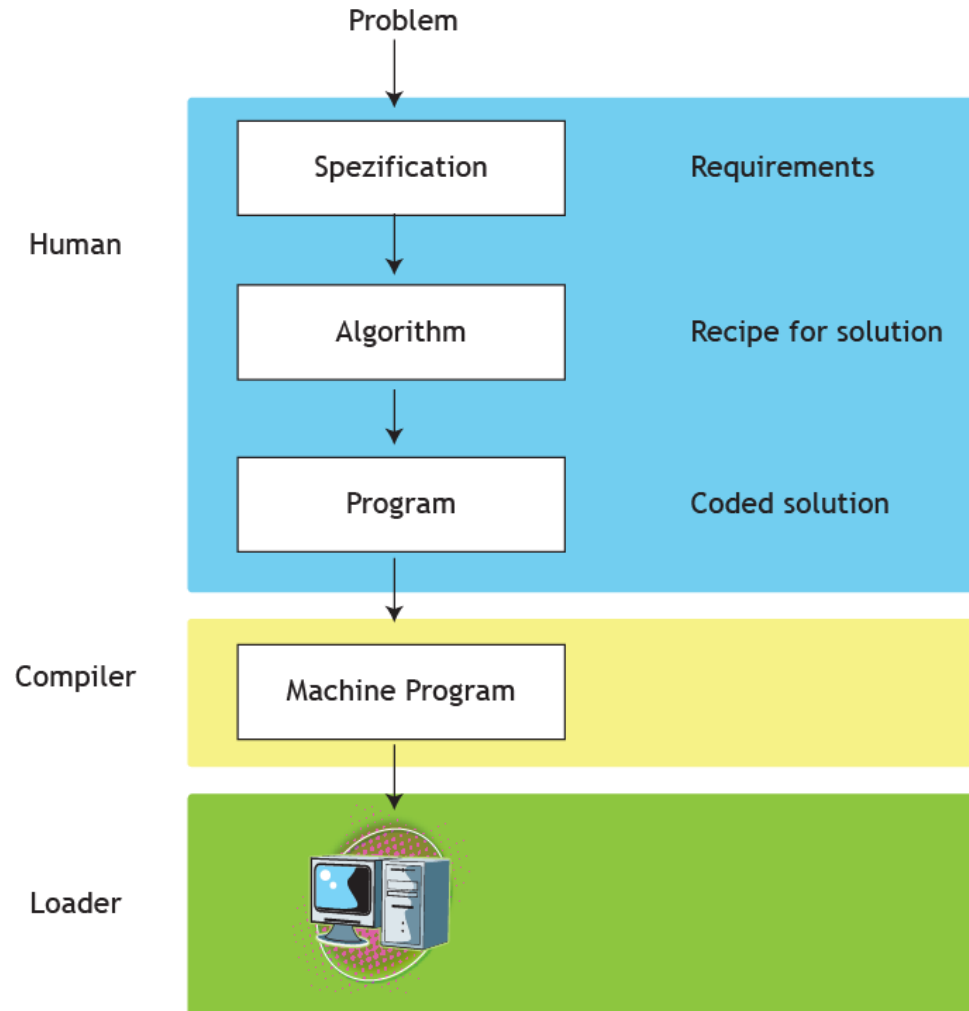 Problem
Spezification
Requirements
Human
Algorithm
Recipe for solution
Program
Coded solution
Compiler
Machine Program
Loader